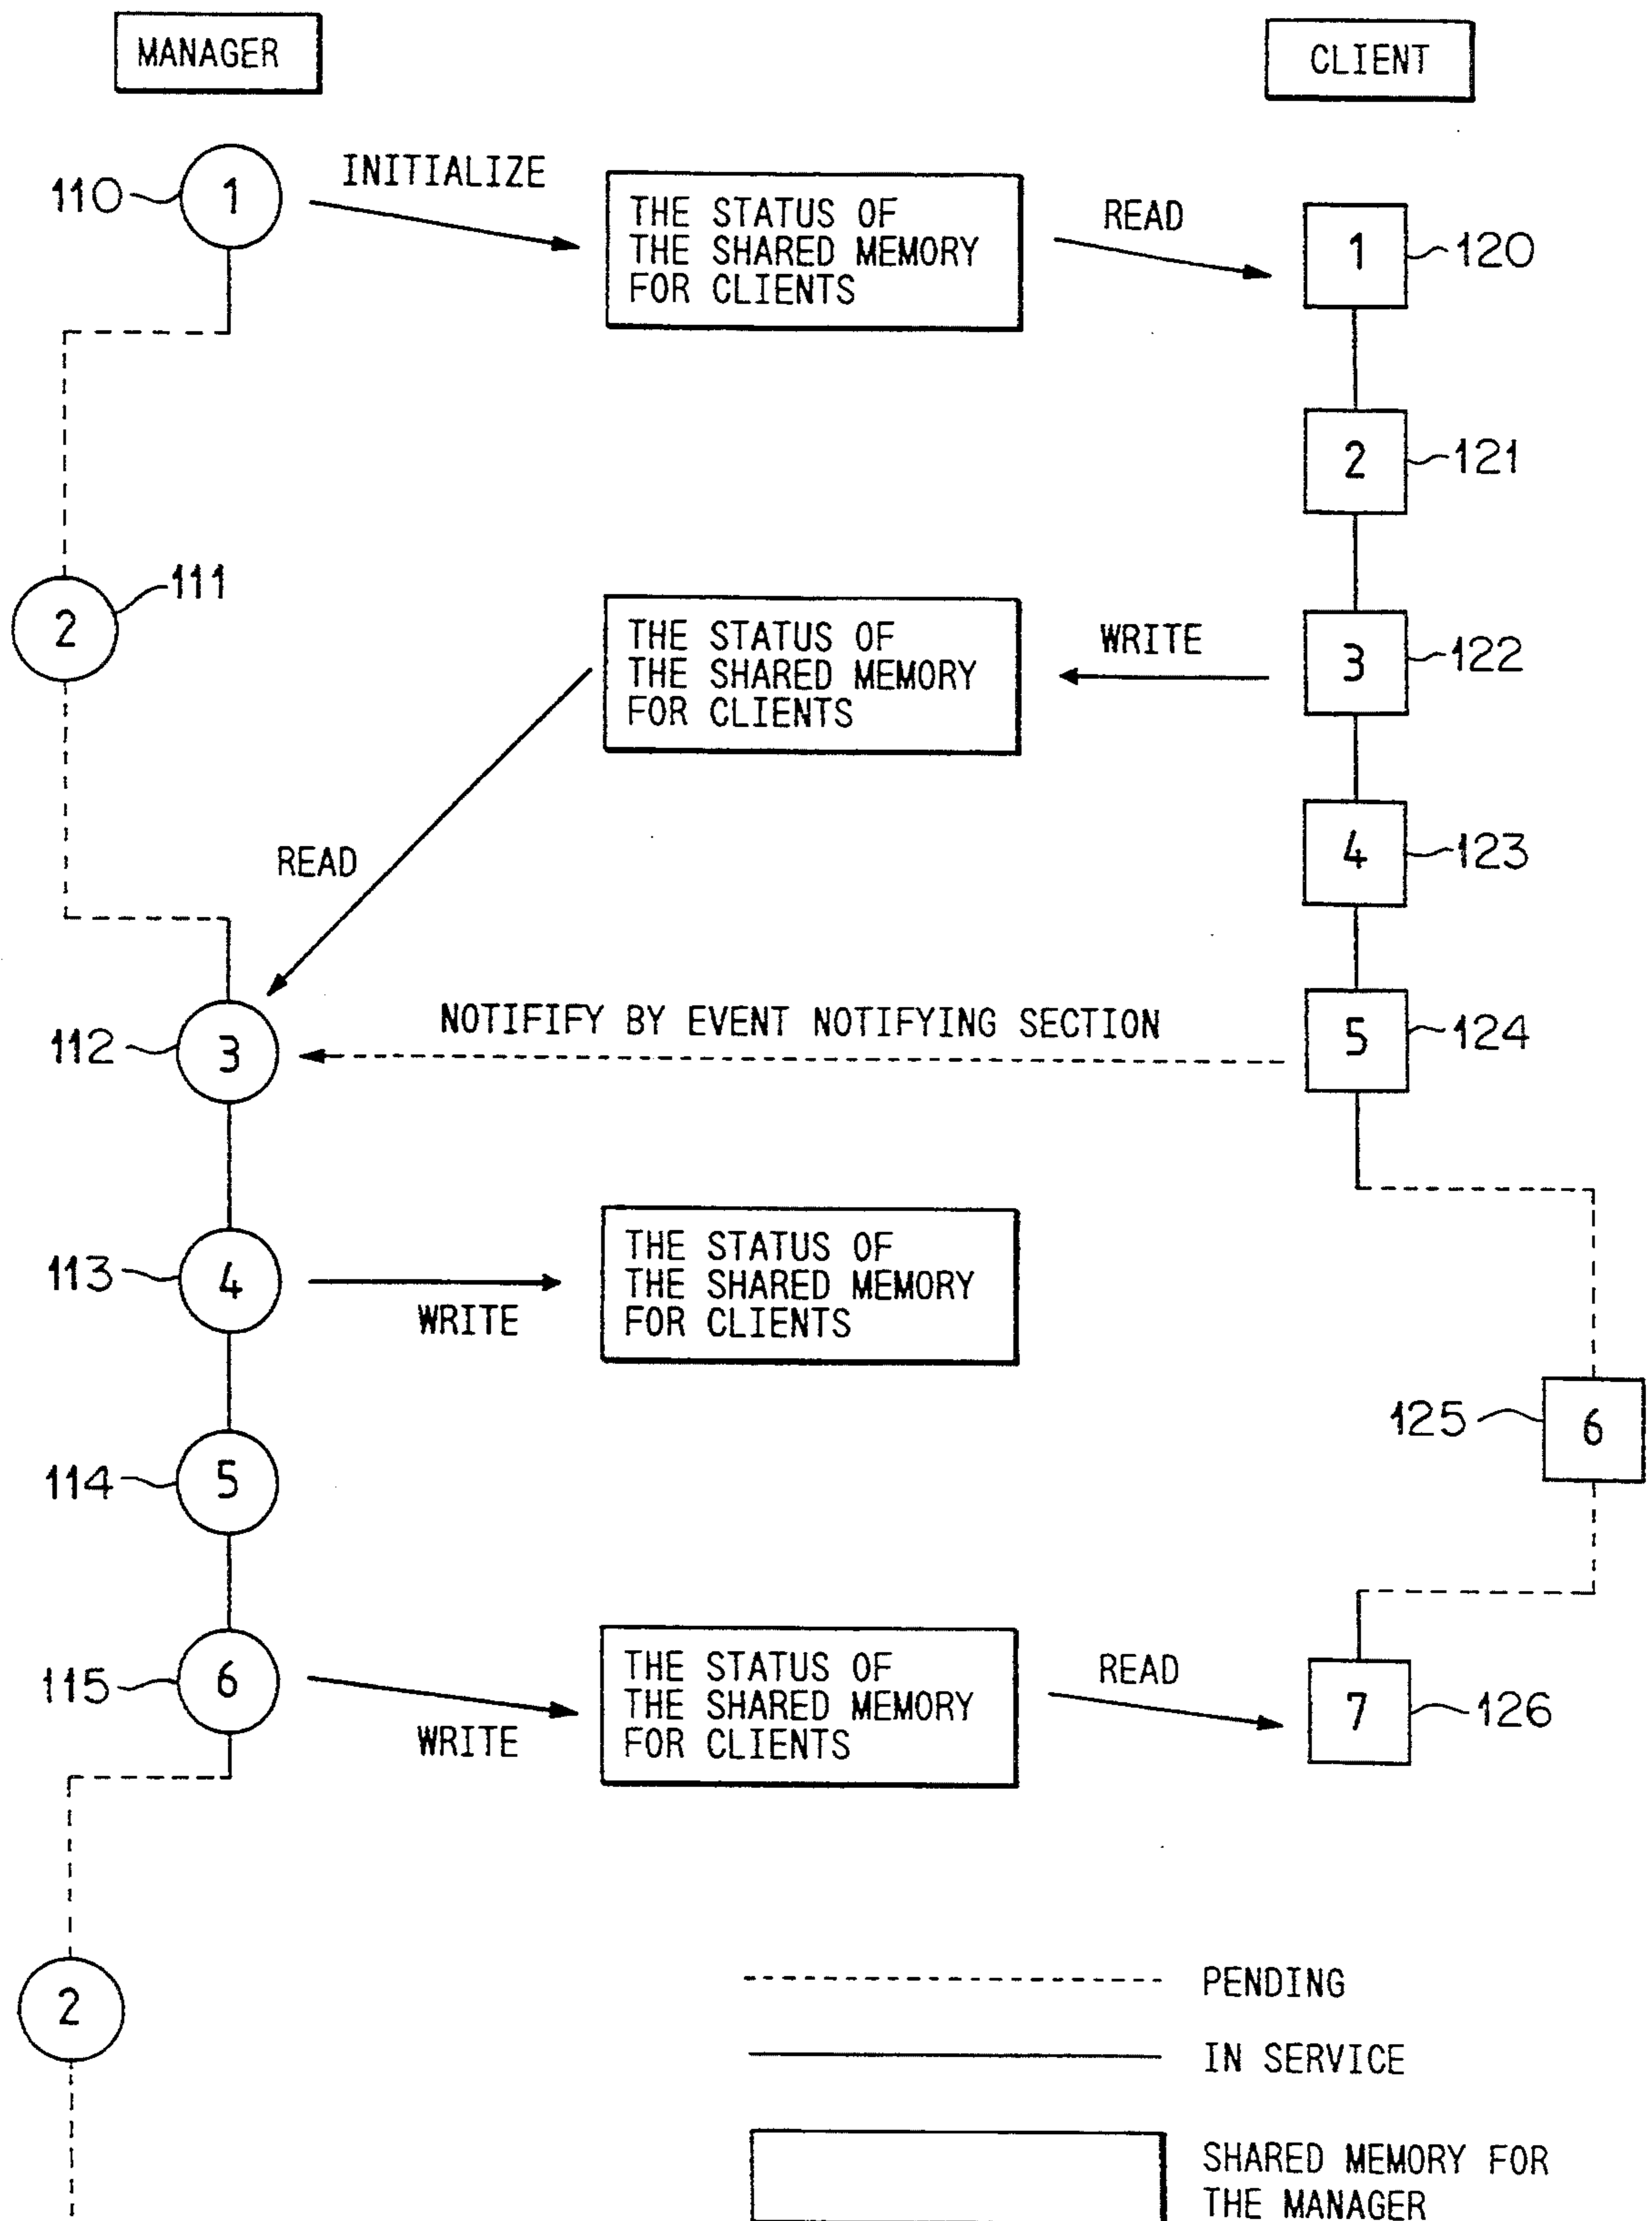 MANAGER
CLIENT
INITIALIZE
110
1
THE STATUS OF
THE SHARED MEMORY
FOR CLIENTS
READ
1
120
2
121
111
2
THE STATUS OF
THE SHARED MEMORY
FOR CLIENTS
WRITE
3
122
READ
4
123
NOTIFIFY BY EVENT NOTIFYING SECTION
112
3
5
124
113
4
WRITE
THE STATUS OF
THE SHARED MEMORY
FOR CLIENTS
125
6
114
5
115
6
WRITE
THE STATUS OF
THE SHARED MEMORY
FOR CLIENTS
READ
7
126
2
PENDING
IN SERVICE
SHARED MEMORY FOR
THE MANAGER